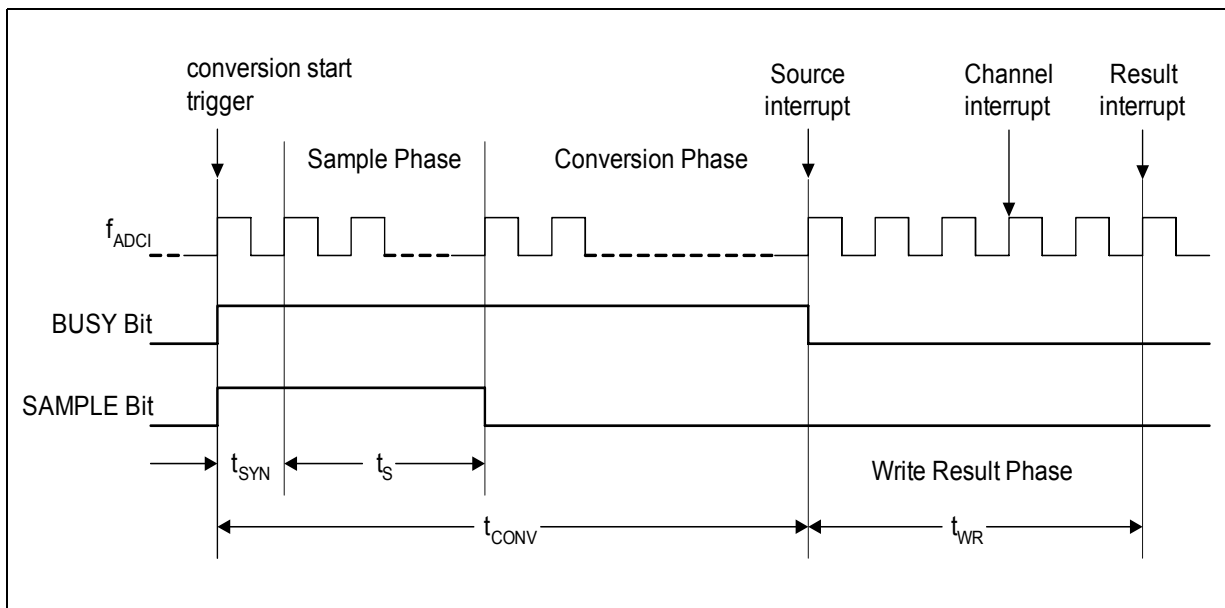 conversion start
trigger
Source
interrupt
Channel
interrupt
Result
interrupt
Sample Phase
Conversion Phase
fADCI
BUSY Bit
SAMPLE Bit
tSYN
tS
Write Result Phase
tCONV
tWR